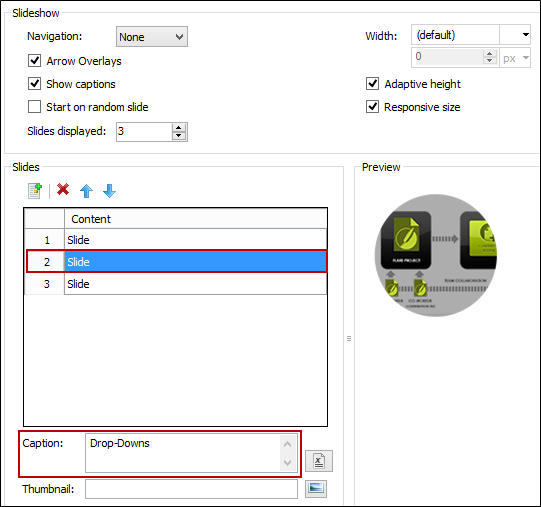 Slideshow
Navigation: None Width: (default)
0 px
Arrow Overlays
Show captions Adaptive height
Start on random slide Responsive size
Slides displayed: 3
Slides Preview
Content
1 Slide
2 Slide
3 Slide
FLARE PROJECT
TEAM COLLABORATION
Caption: Drop-Downs
Thumbnail: